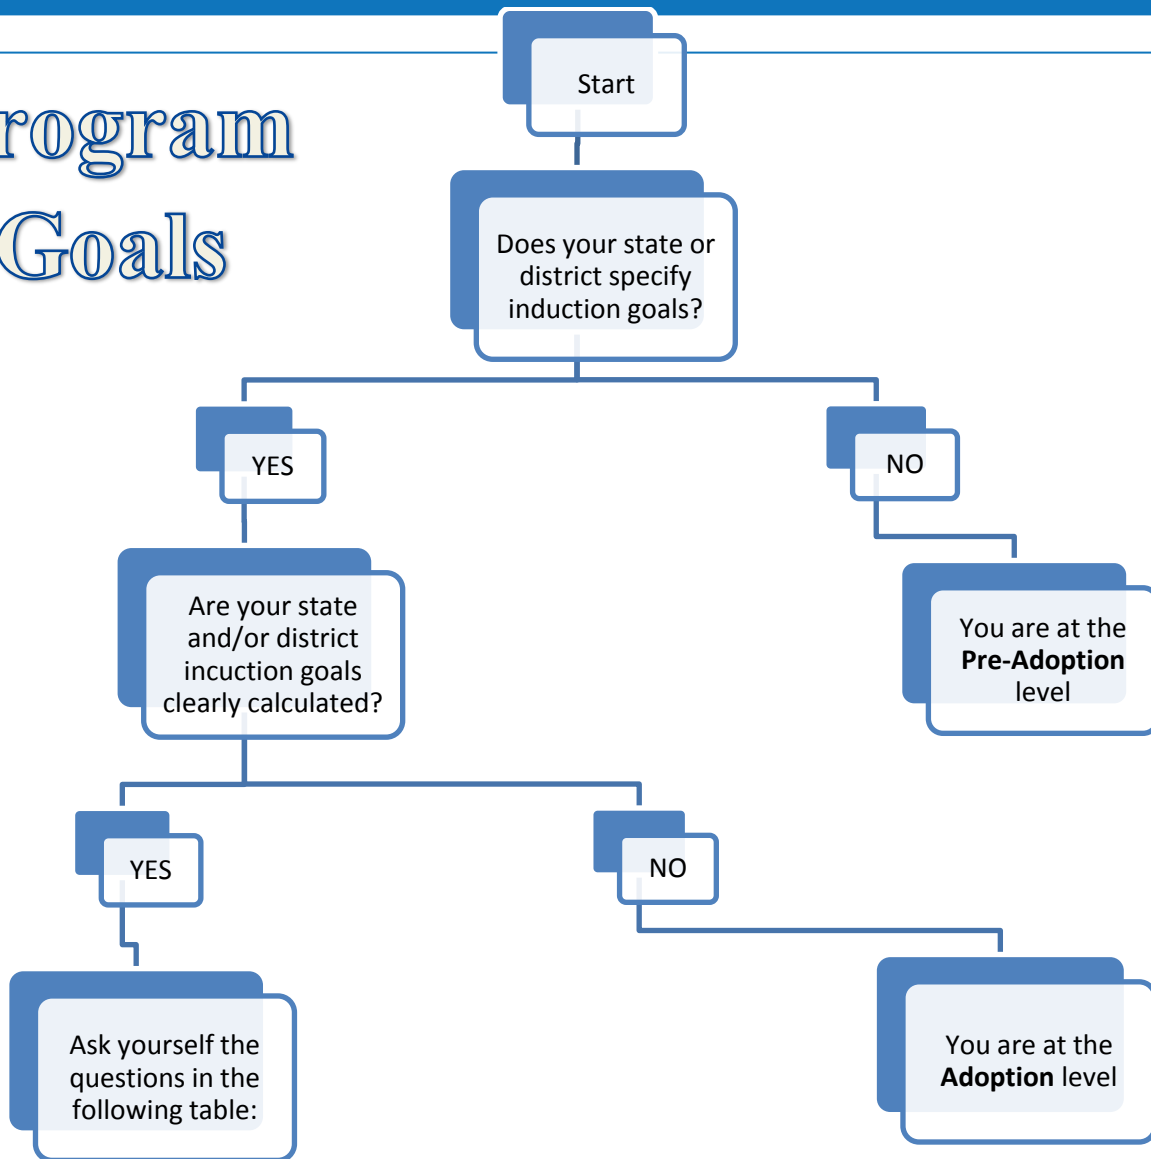 Start
rogram
Goals
Does your state or
district specify
induction goals?
YES
NO
Are your state
and/or district
incuction goals
clearly calculated?
You are at the
Pre-Adoption
level
YES
NO
Ask yourself the
questions in the
following table:
You are at the
Adoption level